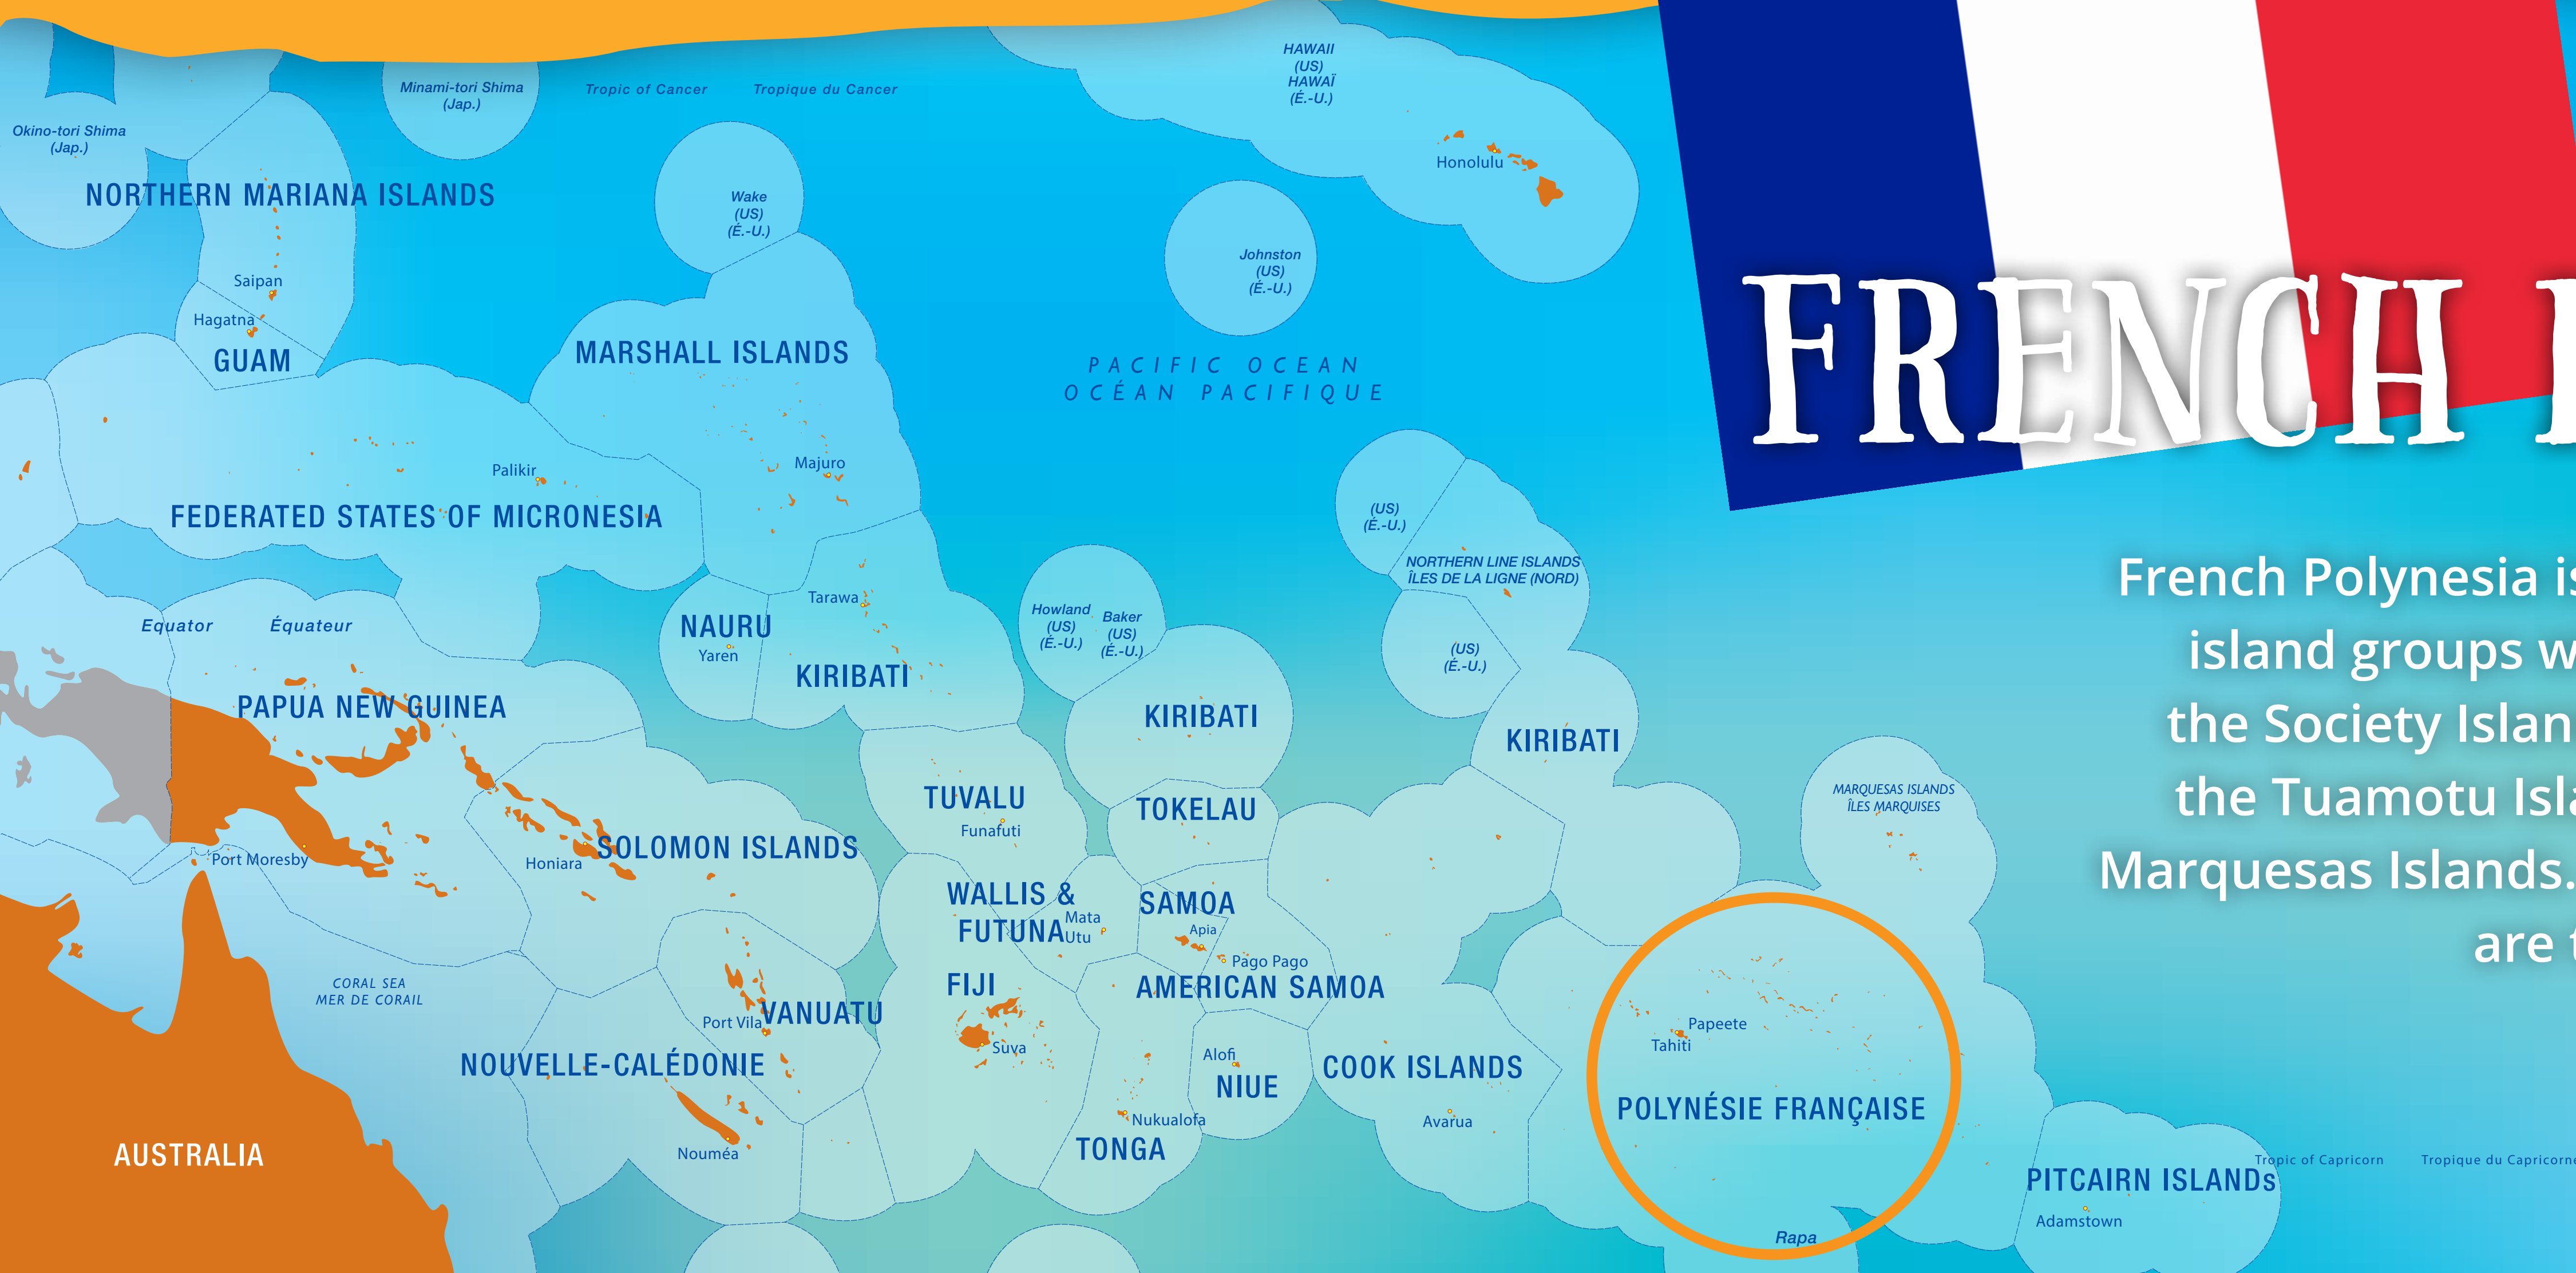 HAWAII
(US)
HAWAÏ
(É.-U.)
Minami-tori Shima
(Jap.)
Tropic of Cancer
Tropique du Cancer
Okino-tori Shima
(Jap.)
Honolulu
NORTHERN MARIANA ISLANDS
Wake
(US)
(É.-U.)
Johnston
(US)
(É.-U.)
Saipan
Hagatna
GUAM
MARSHALL ISLANDS
PACIFIC OCEAN
OCÉAN PACIFIQUE
FRENCH
Majuro
Palikir
FEDERATED STATES OF MICRONESIA
(US)
(É.-U.)
NORTHERN LINE ISLANDS
ÎLES DE LA LIGNE (NORD)
French Polynesia is
island groups w
the Society Islan
the Tuamotu Isla
Marquesas Islands.
are t
Tarawa
Howland
(US)
(É.-U.)
Baker
(US)
(É.-U.)
Equator
Équateur
NAURU
Yaren
KIRIBATI
(US)
(É.-U.)
PAPUA NEW GUINEA
KIRIBATI
KIRIBATI
TUVALU
Funafuti
TOKELAU
MARQUESAS ISLANDS
ÎLES MARQUISES
Port Moresby
Honiara
SOLOMON ISLANDS
WALLIS &
FUTUNA
Mata
Utu
SAMOA
Apia
Pago Pago
AMERICAN SAMOA
CORAL SEA
MER DE CORAIL
FIJI
Suva
VANUATU
Port Vila
Papeete
Tahiti
NOUVELLE-CALÉDONIE
Alofi
NIUE
COOK ISLANDS
Avarua
POLYNÉSIE FRANÇAISE
Nukualofa
TONGA
Nouméa
AUSTRALIA
Tropic of Capricorn
Tropique du Capricorne
PITCAIRN ISLANDs
Adamstown
Rapa